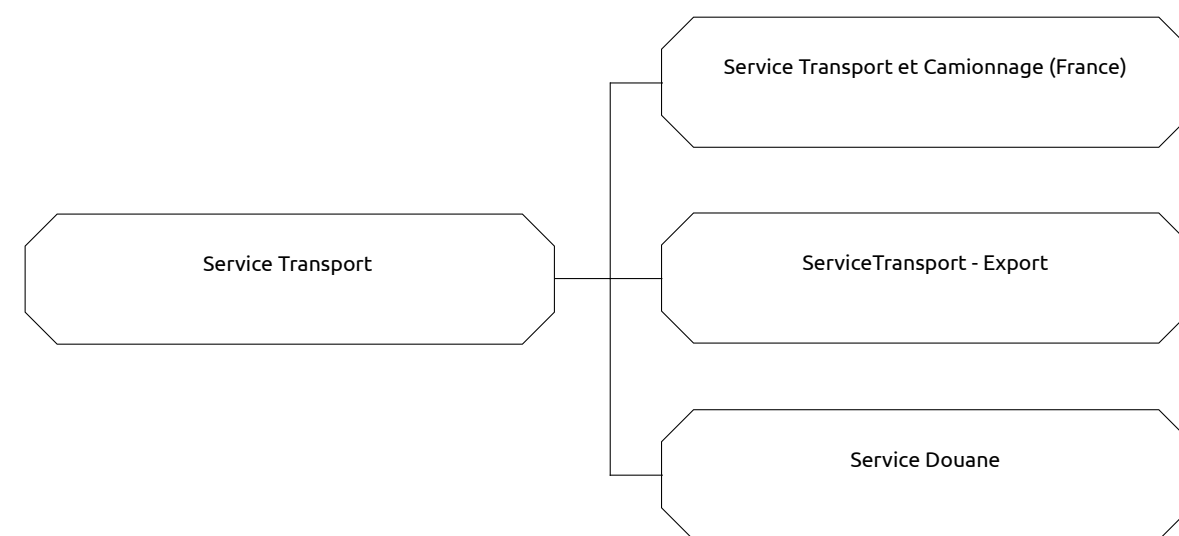 Service Transport et Camionnage (France)
Service Transport
ServiceTransport - Export
Service Douane